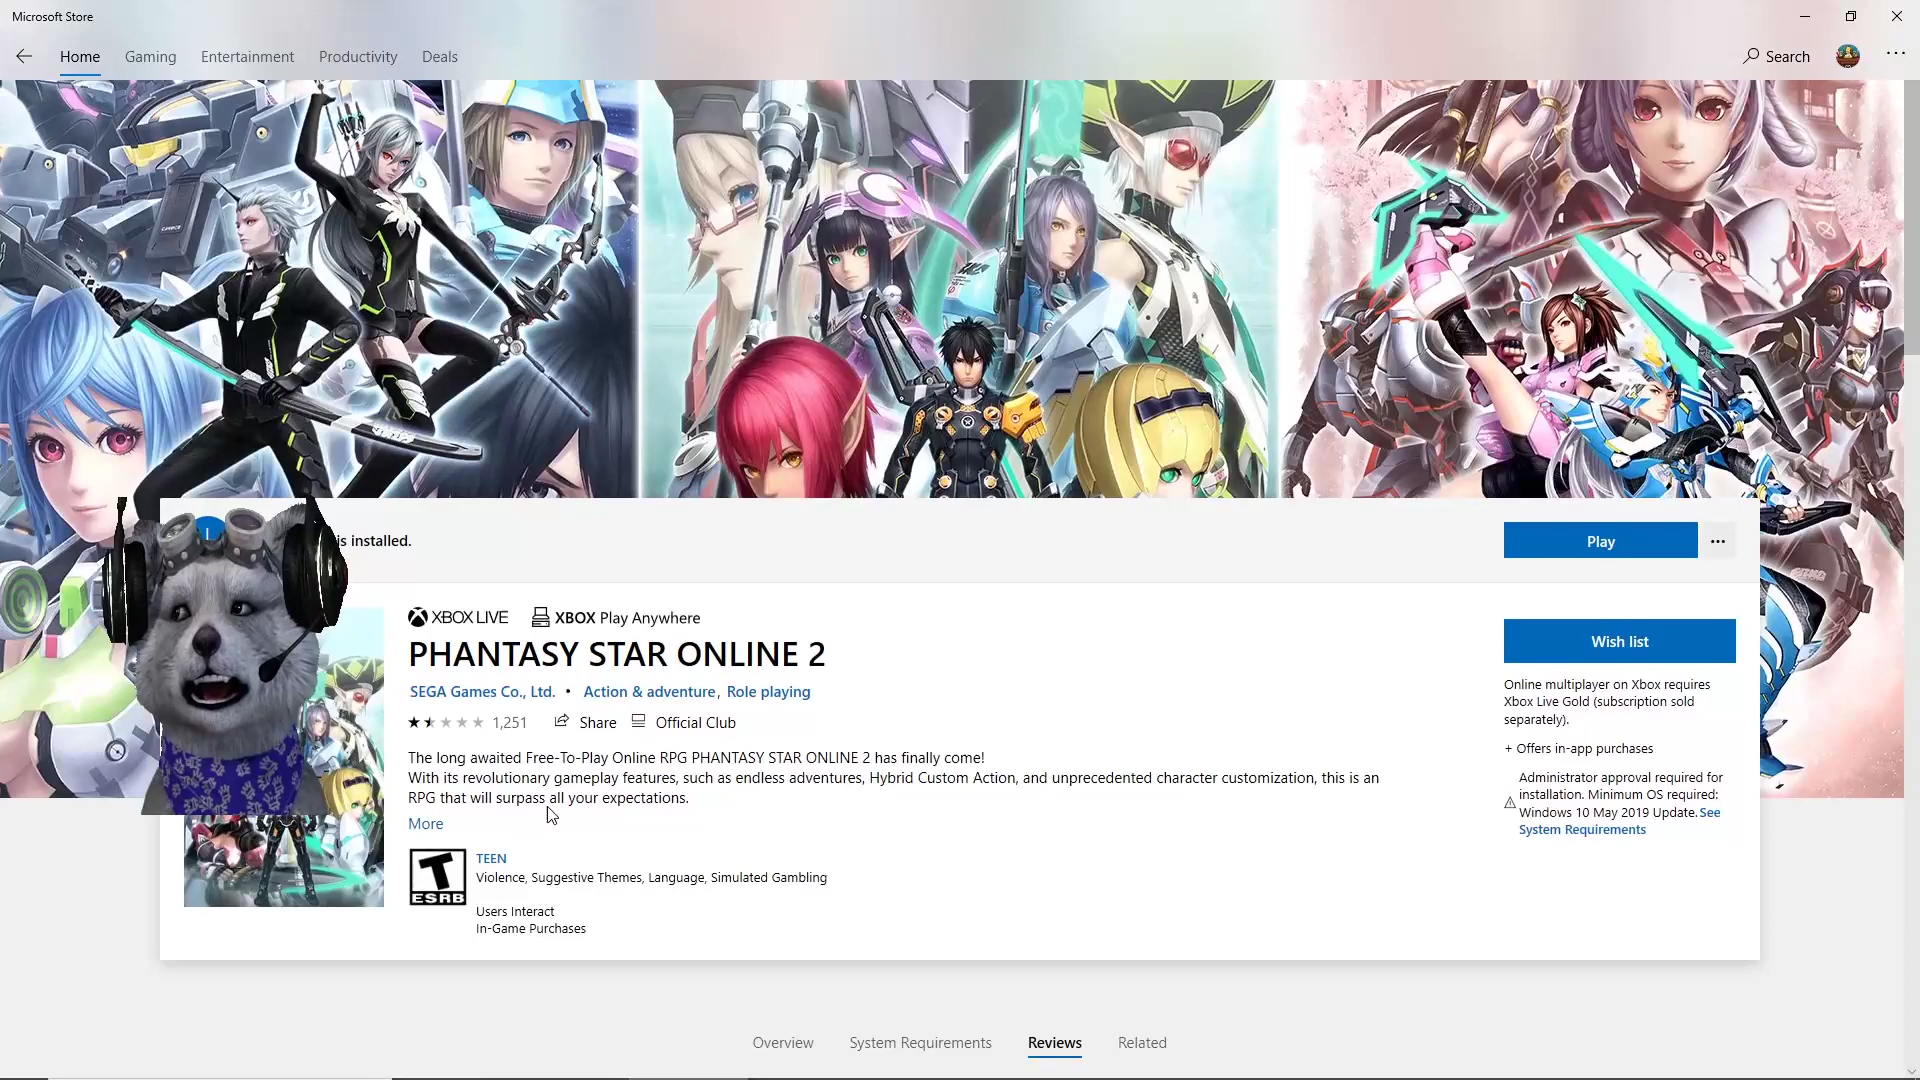 Microsoft Store
Home Gaming Entertainment Productivity Deals Search
is installed.
Play
XBOX LIVE XBOX Play Anywhere
PHANTASY STAR ONLINE 2
SEGA Games Co., Ltd. • Action & adventure, Role playing
1,251 Share Official Club
The long awaited Free-To-Play Online RPG PHANTASY STAR ONLINE 2 has finally come!
With its revolutionary gameplay features, such as endless adventures, Hybrid Custom Action, and unprecedented character customization, this is an
RPG that will surpass all your expectations.
More
T
ESRB
TEEN
Violence, Suggestive Themes, Language, Simulated Gambling
Users Interact
In-Game Purchases
Wish list
Online multiplayer on Xbox requires
Xbox Live Gold (subscription sold
separately).
+ Offers in-app purchases
Administrator approval required for
installation. Minimum OS required:
Windows 10 May 2019 Update. See
System Requirements
Overview System Requirements Reviews Related